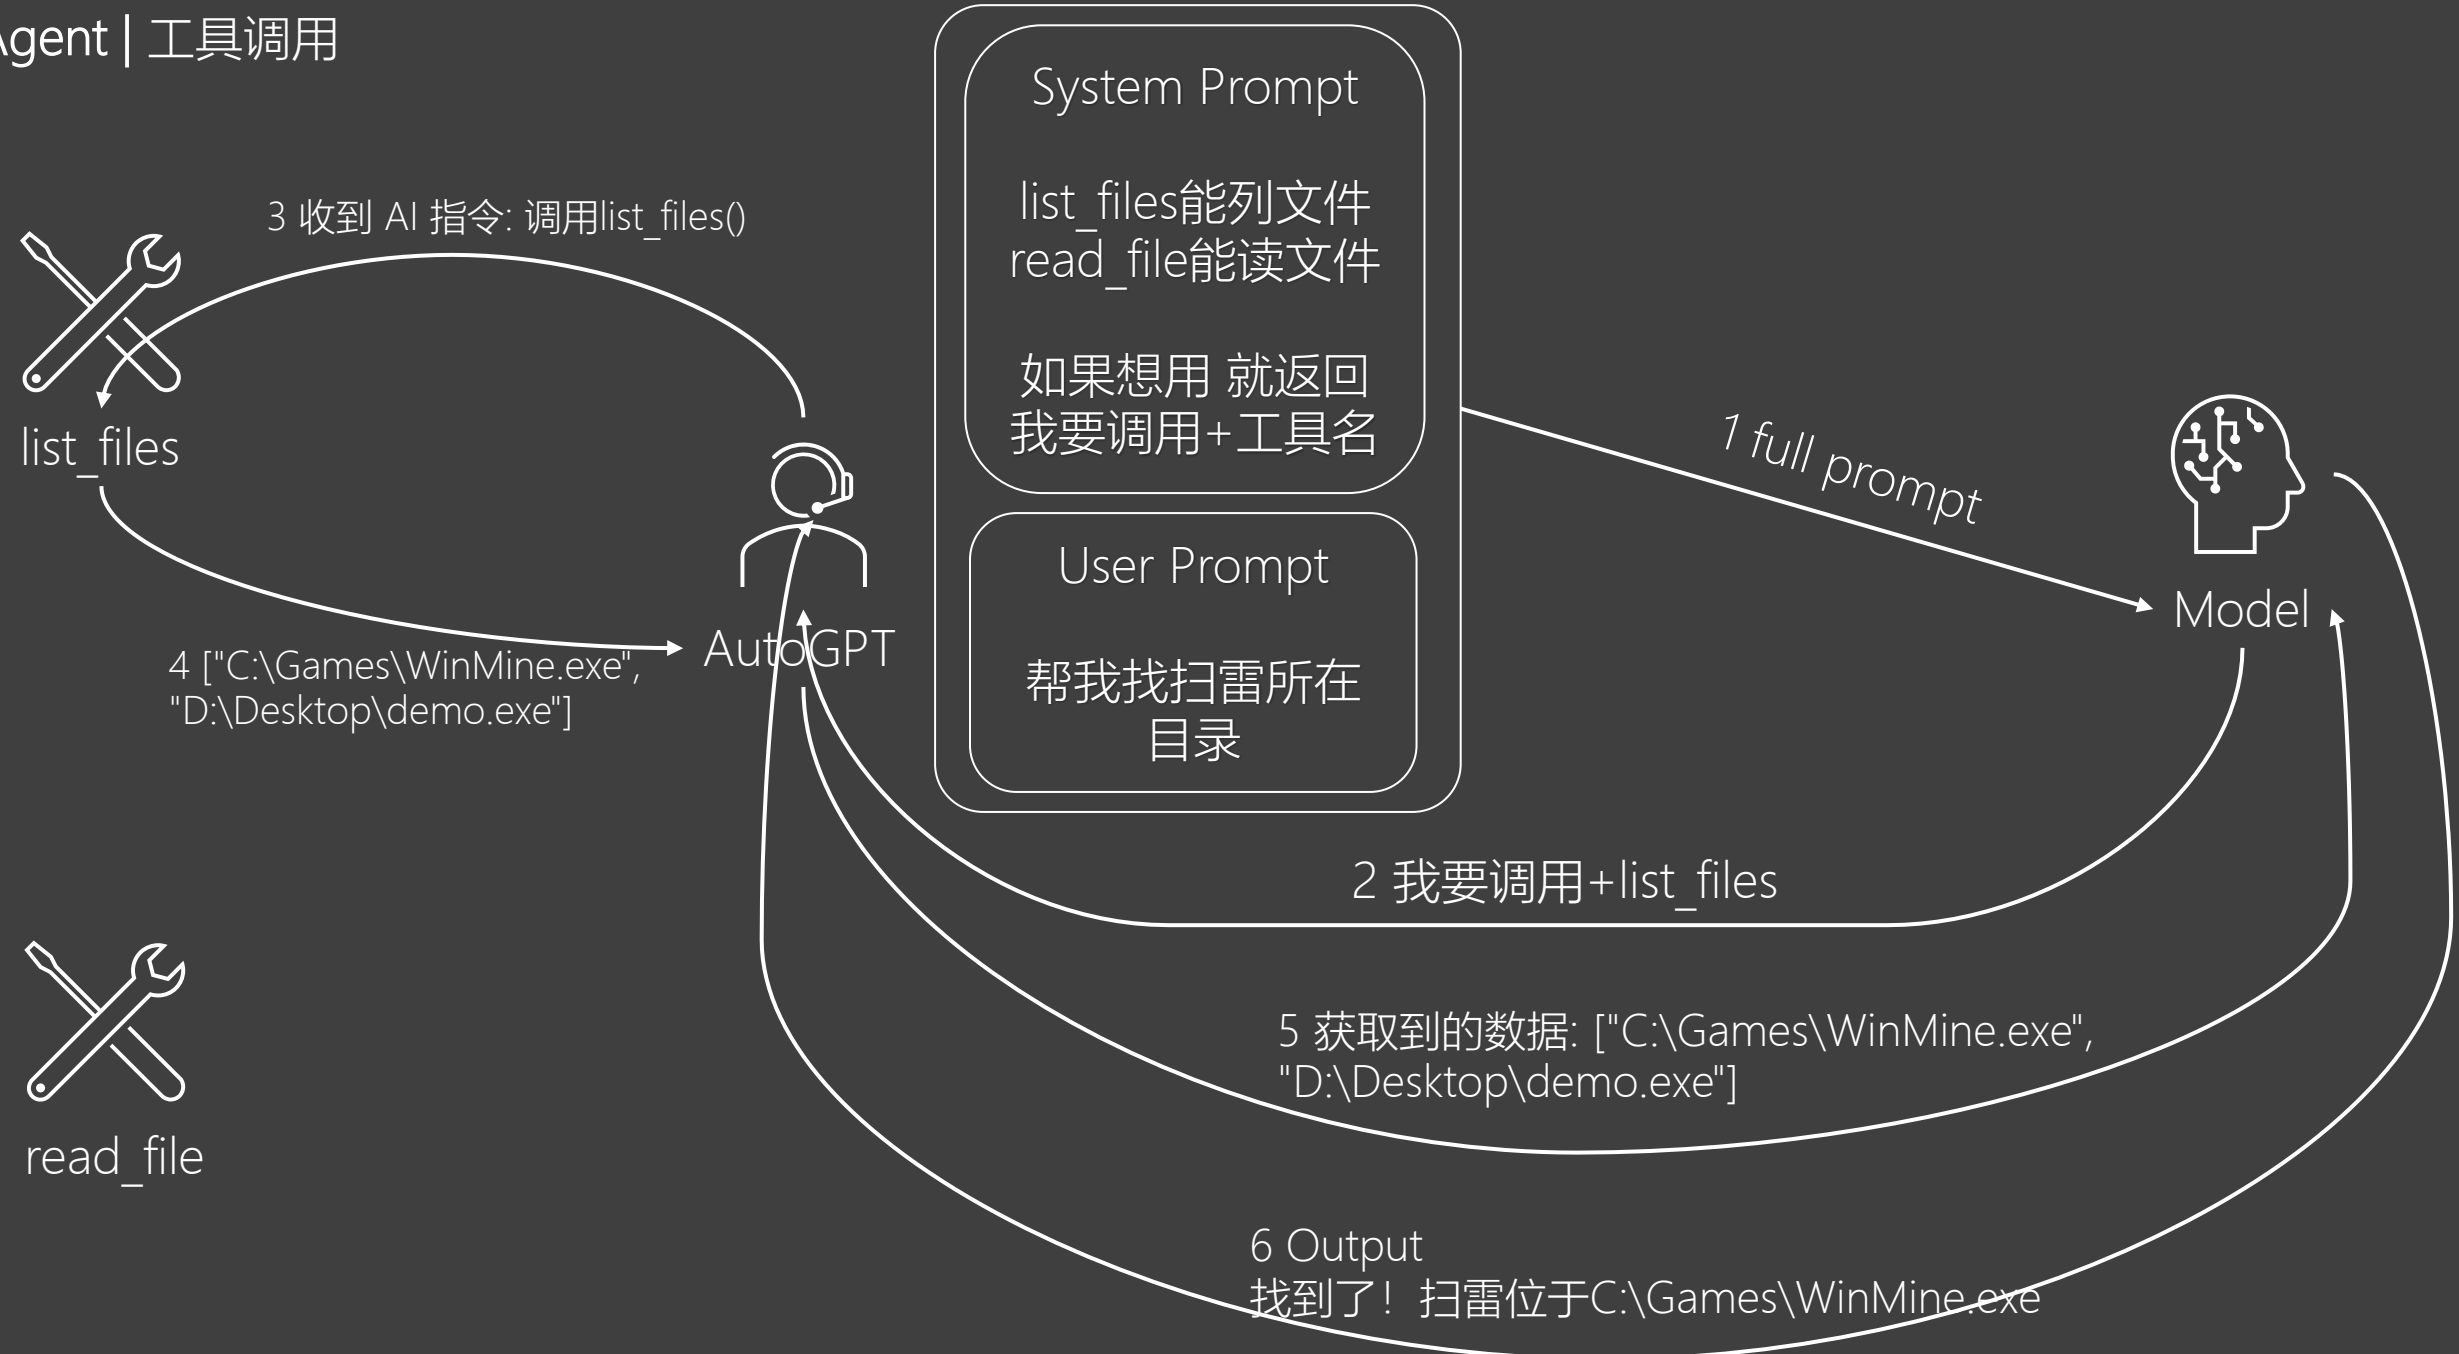 Agent | 工具调用
System Prompt
list_files能列文件
read_file能读文件
如果想用 就返回
我要调用+工具名
User Prompt
帮我找扫雷所在
目录
3 收到 AI 指令: 调用list_files()
list_files
4 ["C:\Games\WinMine.exe",
"D:\Desktop\demo.exe"]
AutoGPT
1 full prompt
Model
2 我要调用+list_files
5 获取到的数据: ["C:\Games\WinMine.exe",
"D:\Desktop\demo.exe"]
read_file
6 Output
找到了！扫雷位于C:\Games\WinMine.exe